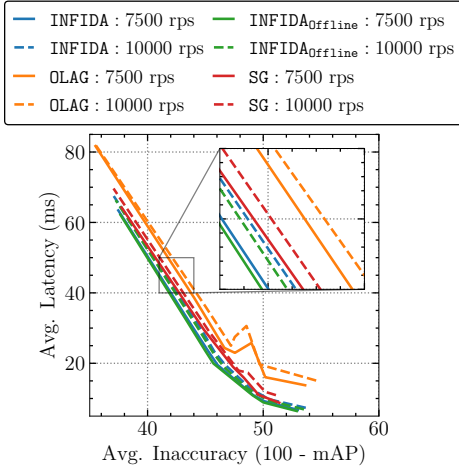 INFIDA : 7500 rps
INFIDA : 10000 rps
OLAG : 7500 rps
OLAG : 10000 rps
INFIDA_Offline : 7500 rps
INFIDA_Offline : 10000 rps
SG : 7500 rps
SG : 10000 rps
80
60
40
20
Avg. Latency (ms)
40
50
60
Avg. Inaccuracy (100 - mAP)